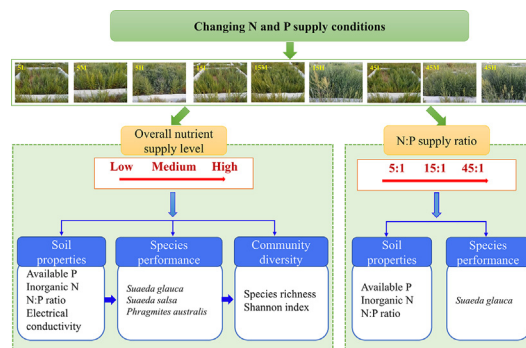 Changing N and P supply conditions
5L 5M 5H 15L 15M 15H 45L 45M 45H
Overall nutrient
supply level
N:P supply ratio
Low Medium High
5:1 15:1 45:1
Soil
properties
Available P
Inorganic N
N:P ratio
Electrical
conductivity
Species
performance
Suaeda glauca
Suaeda salsa
Phragmites australis
Community
diversity
Species richness
Shannon index
Soil
properties
Available P
Inorganic N
N:P ratio
Species
performance
Suaeda glauca